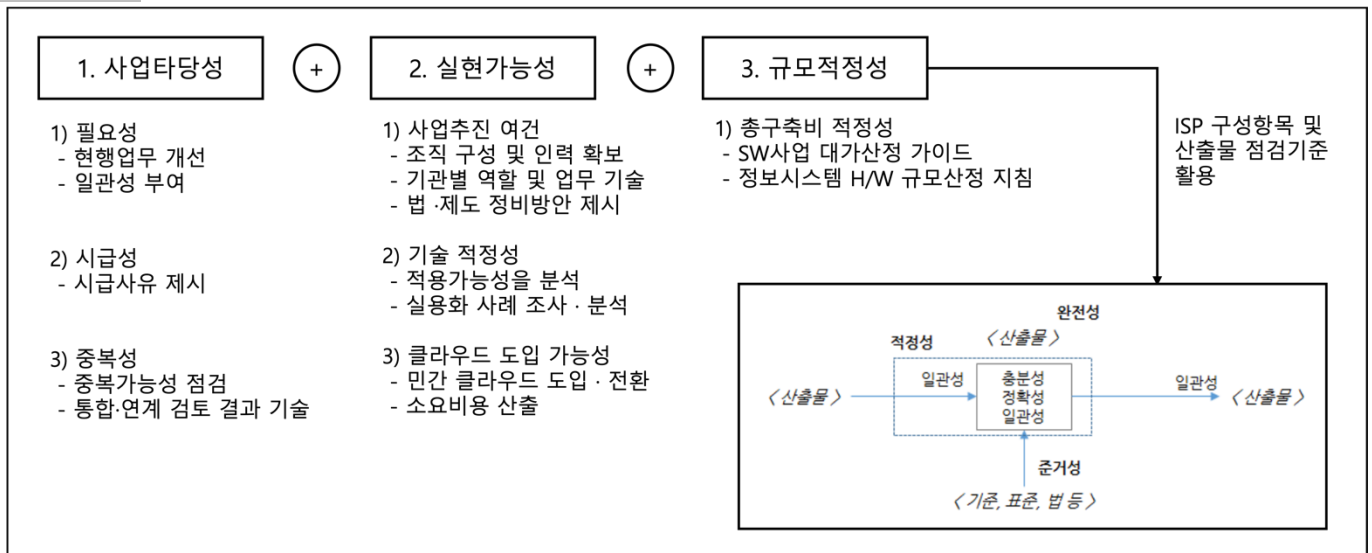 1. 사업타당성
+
2. 실현가능성
+
3. 규모적정성
1) 필요성
- 현행업무 개선
- 일관성 부여
2) 시급성
- 시급사유 제시
3) 중복성
- 중복가능성 점검
- 통합·연계 검토 결과 기술
1) 사업추진 여건
- 조직 구성 및 인력 확보
- 기관별 역할 및 업무 기술
- 법 ·제도 정비방안 제시
2) 기술 적정성
- 적용가능성을 분석
- 실용화 사례 조사 · 분석
3) 클라우드 도입 가능성
- 민간 클라우드 도입 · 전환
- 소요비용 산출
1) 총구축비 적정성
- SW사업 대가산정 가이드
- 정보시스템 H/W 규모산정 지침
ISP 구성항목 및
산출물 점검기준
활용
완전성
적정성
< 산출물 >
일관성
충분성
정확성
일관성
일관성
< 산출물 >
< 산출물 >
준거성
< 기준, 표준, 법 등 >